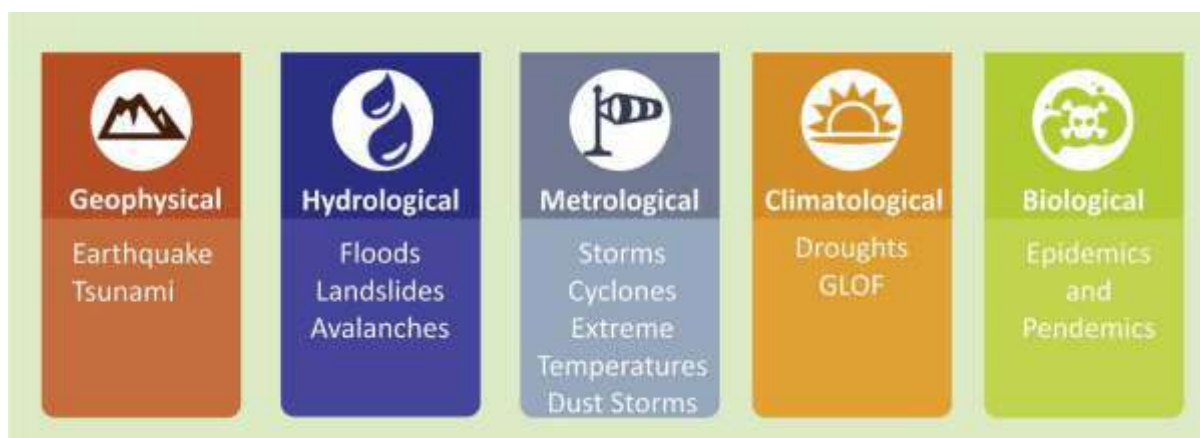 Geophysical
Earthquake
Tsunami
Hydrological
Floods
Landslides
Avalanches
Metrological
Storms
Cyclones
Extreme
Temperatures
Dust Storms
Climatological
Droughts
GLOF
Biological
Epidemics
and
Pendemics